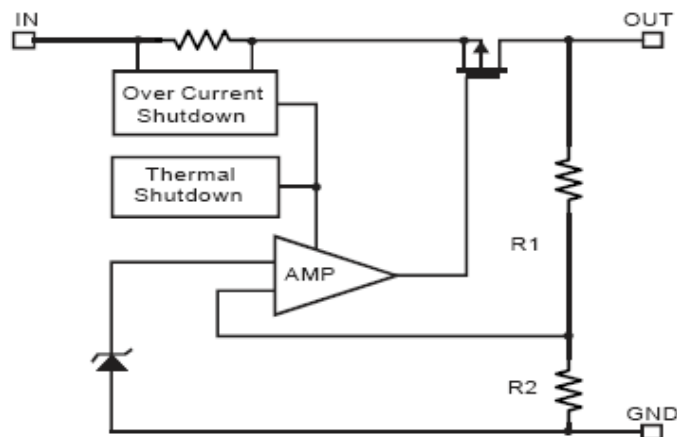 IN
OUT
Over Current
Shutdown
Thermal
Shutdown
AMP
R1
R2
GND